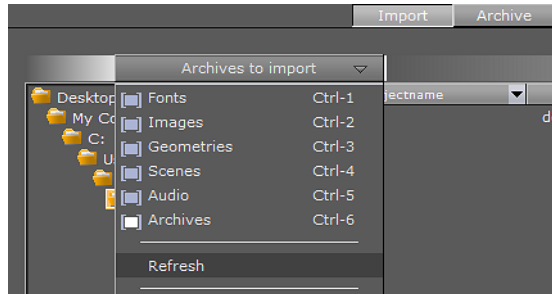 Import Archive
Archives to import
Desktop jectname
Fonts Ctrl-1
My Co Images Ctrl-2 d
C: Geometries Ctrl-3
U Scenes Ctrl-4
Audio Ctrl-5
Archives Ctrl-6
Refresh